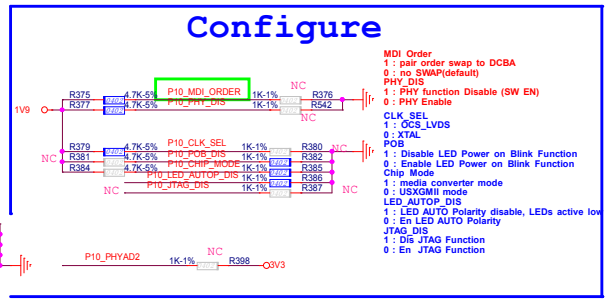 Configure
R375 4.7K-5% P10_MDI_ORDER 1K-1% NC R376
R377 4.7K-5% P10_PHY_DIS 1K-1% R542
0402
0402
NC
1V9
R379 4.7K-5% P10_CLK_SEL 1K-1% R380 NC
NC R381 P10_POB_DIS 1K-1% R382
R384 4.7K-5% P10_CHIP_MODE 1K-1% R385
P10_LED_AUTOP_DIS 1K-1% R386
P10_JTAG_DIS 1K-1% R387
NC
NC
P10_PHYAD2 1K-1% NC R398 3V3
MDI Order
1 : pair order swap to DCBA
0 : no SWAP(default)
PHY_DIS
1 : PHY function Disable (SW EN)
0 : PHY Enable
CLK_SEL
1 : OCS_LVDS
0 : XTAL
POB
1 : Disable LED Power on Blink Function
0 : Enable LED Power on Blink Function
Chip Mode
1 : media converter mode
0 : USXGMII mode
LED_AUTOP_DIS
1 : LED AUTO Polarity disable, LEDs active low
0 : En LED AUTO Polarity
JTAG_DIS
1 : Dis JTAG Function
0 : En JTAG Function